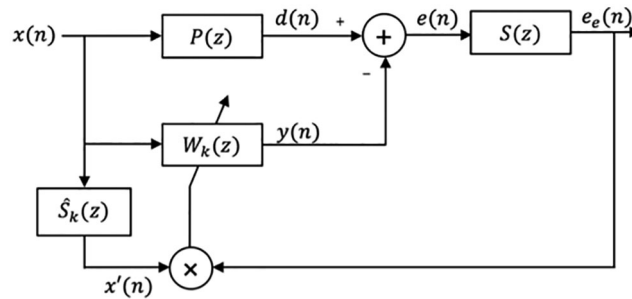 d(n) + e(n) e_e(n)
x(n) P(z) + S(z)
-
W_k(z) y(n)
Ŝ_k(z)
x'(n) ×